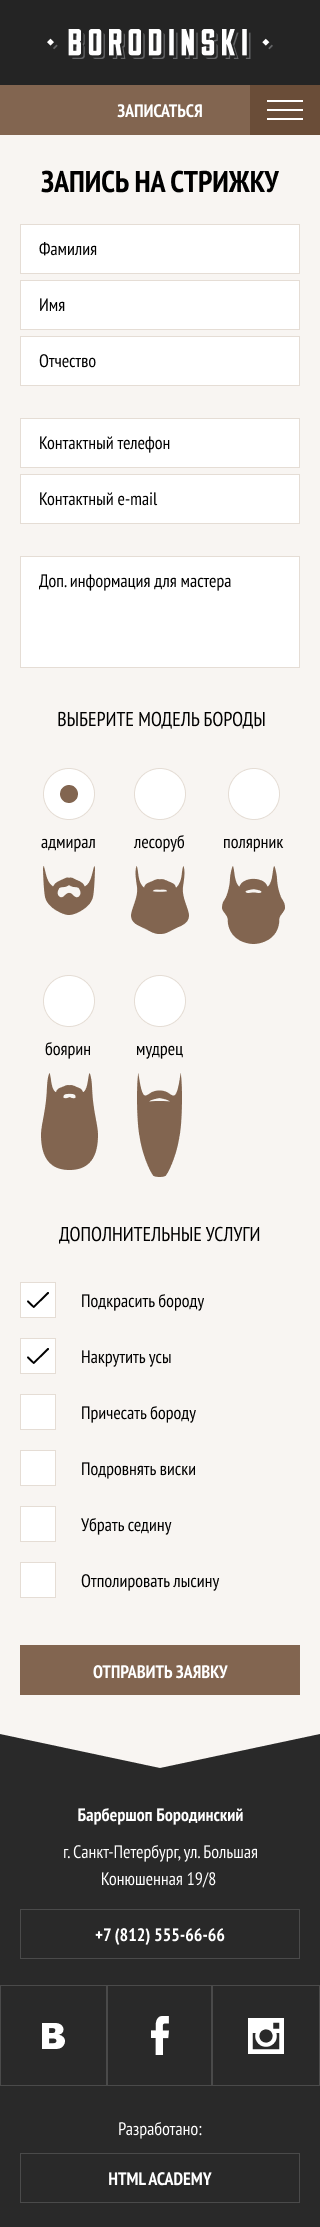 BORODINSKI
ЗАПИСАТЬСЯ
ЗАПИСЬ НА СТРИЖКУ
Фамилия
Имя
Отчество
Контактный телефон
Контактный e-mail
Доп. информация для мастера
ВЫБЕРИТЕ МОДЕЛЬ БОРОДЫ
адмирал лесоруб полярник
боярин мудрец
ДОПОЛНИТЕЛЬНЫЕ УСЛУГИ
Подкрасить бороду
Накрутить усы
Причесать бороду
Подровнять виски
Убрать седину
Отполировать лысину
ОТПРАВИТЬ ЗАЯВКУ
Барбершоп Бородинский
г. Санкт-Петербург, ул. Большая
Конюшенная 19/8
+7 (812) 555-66-66
Разработано:
HTML ACADEMY